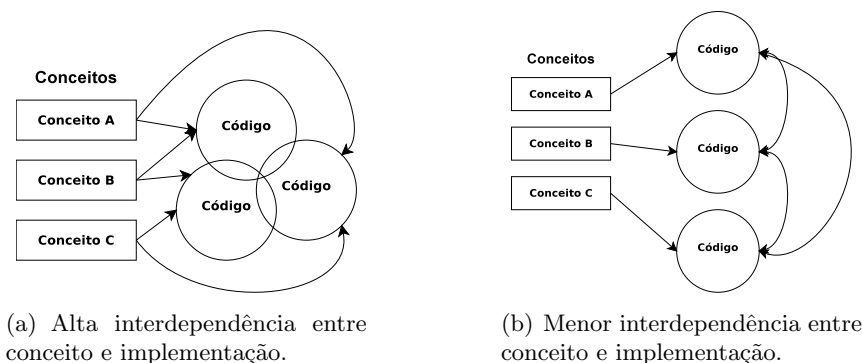 Conceitos
Conceito A
Conceito B
Conceito C
Código
Código
Código
(a) Alta interdependência entre
conceito e implementação.
Conceitos
Conceito A
Conceito B
Conceito C
Código
Código
Código
(b) Menor interdependência entre
conceito e implementação.